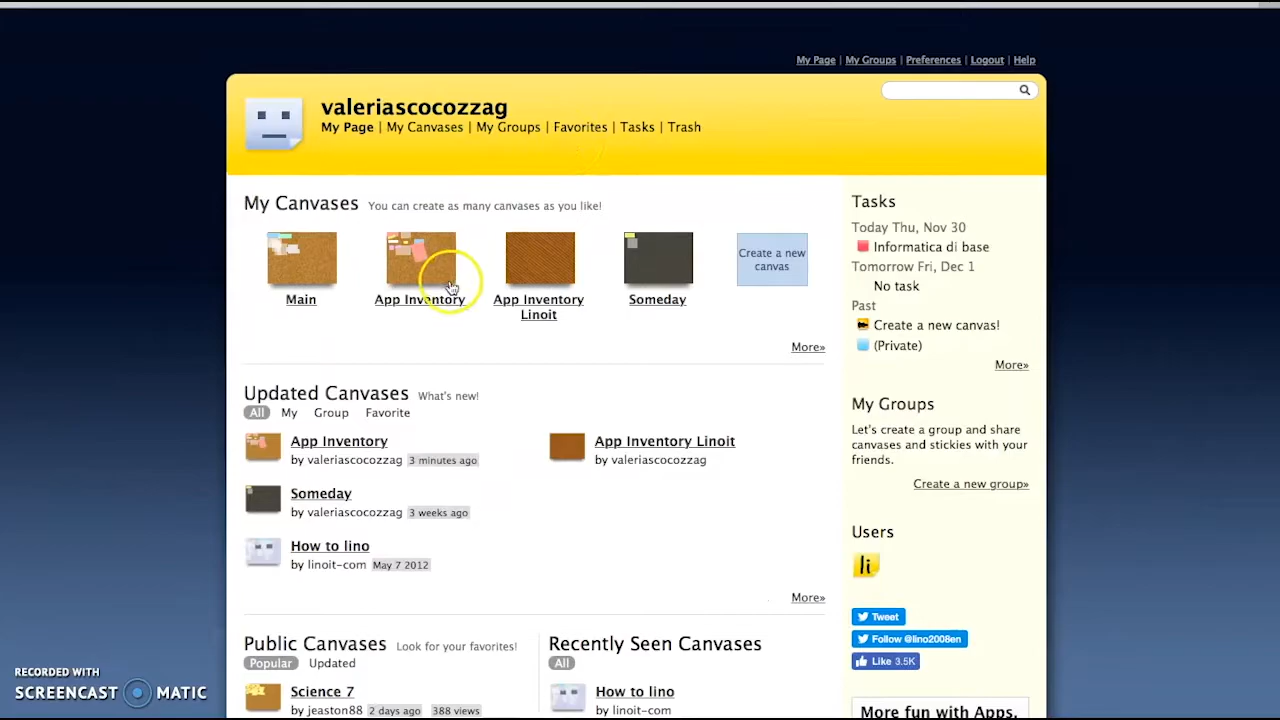 My Page | My Groups | Preferences | Logout | Help
valeriascocozzag
My Page | My Canvases | My Groups | Favorites | Tasks | Trash
My Canvases You can create as many canvases as you like!
Main
App Inventory
App Inventory
Linoit
Someday
Create a new
canvas
More»
Updated Canvases What's new!
All My Group Favorite
App Inventory
by valeriascocozzag 3 minutes ago
App Inventory Linoit
by valeriascocozzag
Someday
by valeriascocozzag 3 weeks ago
How to lino
by linoit-com May 7 2012
More»
Public Canvases Look for your favorites!
Popular Updated
Science 7
by jeaston88 2 days ago 388 views
Recently Seen Canvases
All
How to lino
by linoit-com
Tasks
Today Thu, Nov 30
Informatica di base
Tomorrow Fri, Dec 1
No task
Past
Create a new canvas!
(Private)
More»
My Groups
Let's create a group and share
canvases and stickies with your
friends.
Create a new group»
Users
li
Tweet
Follow @lino2008en
Like 3.5K
More fun with Apps.
RECORDED WITH
SCREENCAST MATIC